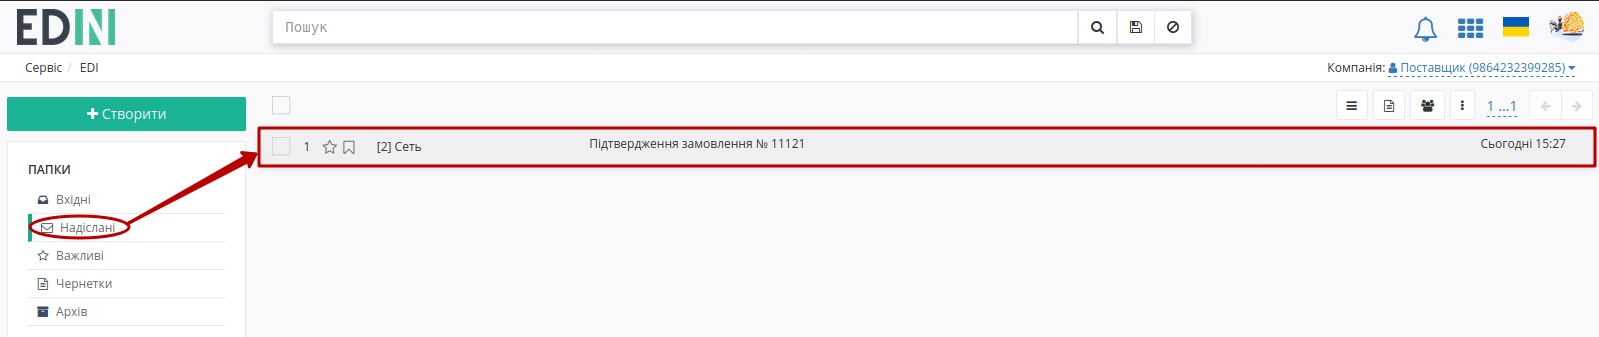 EDIN
Пошук
Сервіс / EDI
Компанія: Поставщик (9864232399285)
Створити
1 ...1
1 [2] Сеть Підтвердження замовлення № 11121 Сьогодні 15:27
ПАПКИ
Вхідні
Надіслані
Важливі
Чернетки
Архів